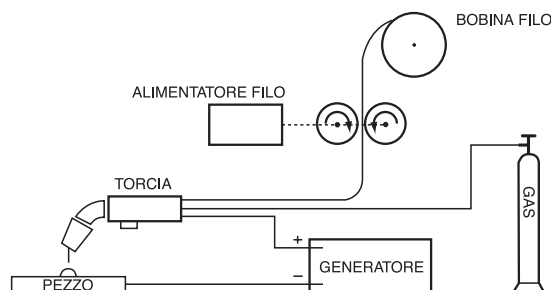 BOBINA FILO
ALIMENTATORE FILO
TORCIA
GAS
+
GENERATORE
−
PEZZO